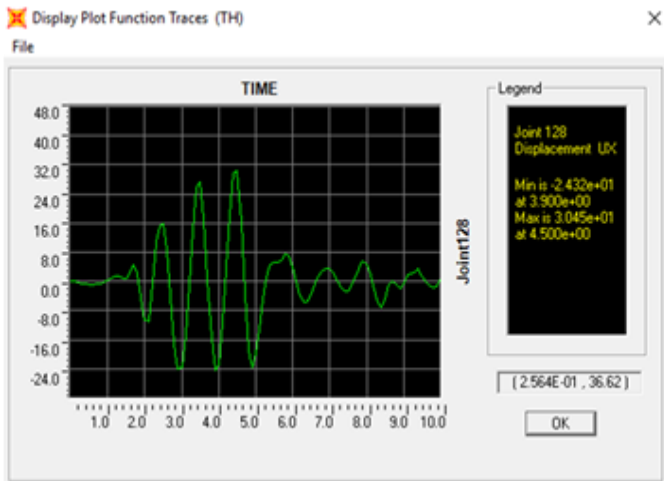 Display Plot Function Traces (TH)
File
TIME
48.0
40.0
32.0
24.0
16.0
8.0
0.0
-8.0
-16.0
-24.0
1.0 2.0 3.0 4.0 5.0 6.0 7.0 8.0 9.0 10.0
Joint128
Legend
Joint 128
Displacement UX
Min is -2.432e+01
at 3.900e+00
Max is 3.045e+01
at 4.500e+00
( 2.564E-01 , 36.62 )
OK